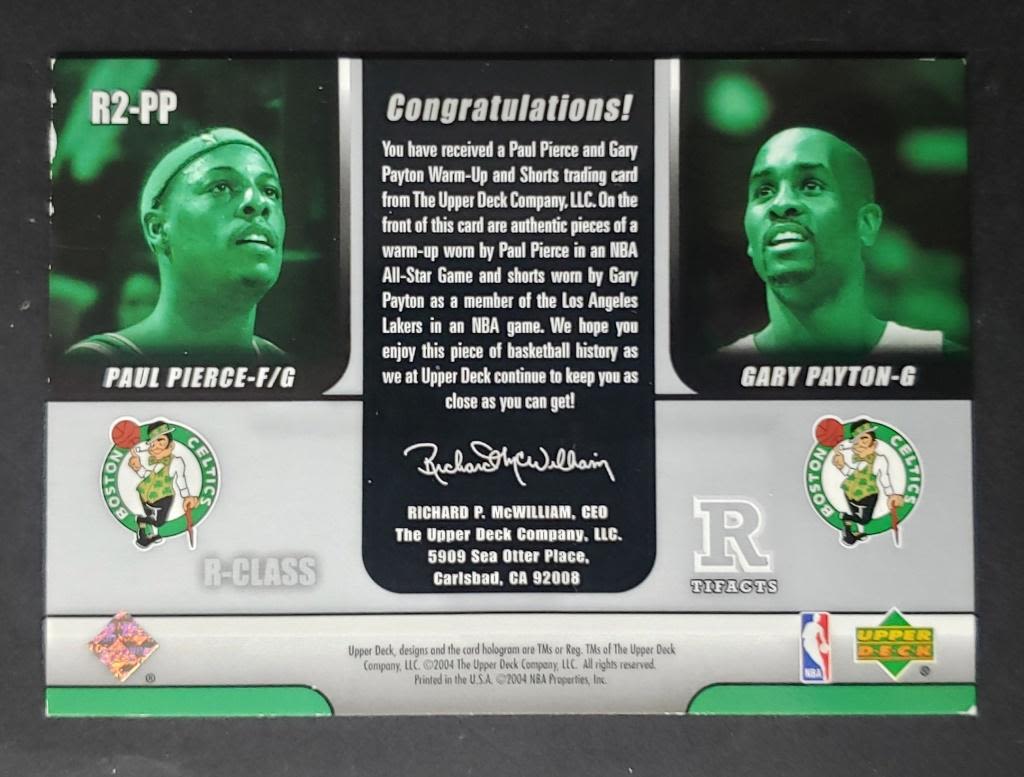 R2-PP
Congratulations!
You have received a Paul Pierce and Gary
Payton Warm-Up and Shorts trading card
from The Upper Deck Company, LLC. On the
front of this card are authentic pieces of a
warm-up worn by Paul Pierce in an NBA
All-Star Game and shorts worn by Gary
Payton as a member of the Los Angeles
Lakers in an NBA game. We hope you
enjoy this piece of basketball history as
we at Upper Deck continue to keep you as
close as you can get!
PAUL PIERCE-F/G
GARY PAYTON-G
BOSTON CELTICS
BOSTON CELTICS
Richard McWilliam
RICHARD P. McWILLIAM, CEO
The Upper Deck Company, LLC.
5909 Sea Otter Place,
Carlsbad, CA 92008
R-CLASS
R
TIFACTS
Upper Deck, designs and the card hologram are TMs or Reg. TMs of The Upper Deck
Company, LLC. ©2004 The Upper Deck Company, LLC. All rights reserved.
Printed in the U.S.A. ©2004 NBA Properties, Inc.
®
NBA
UPPER
DECK
®